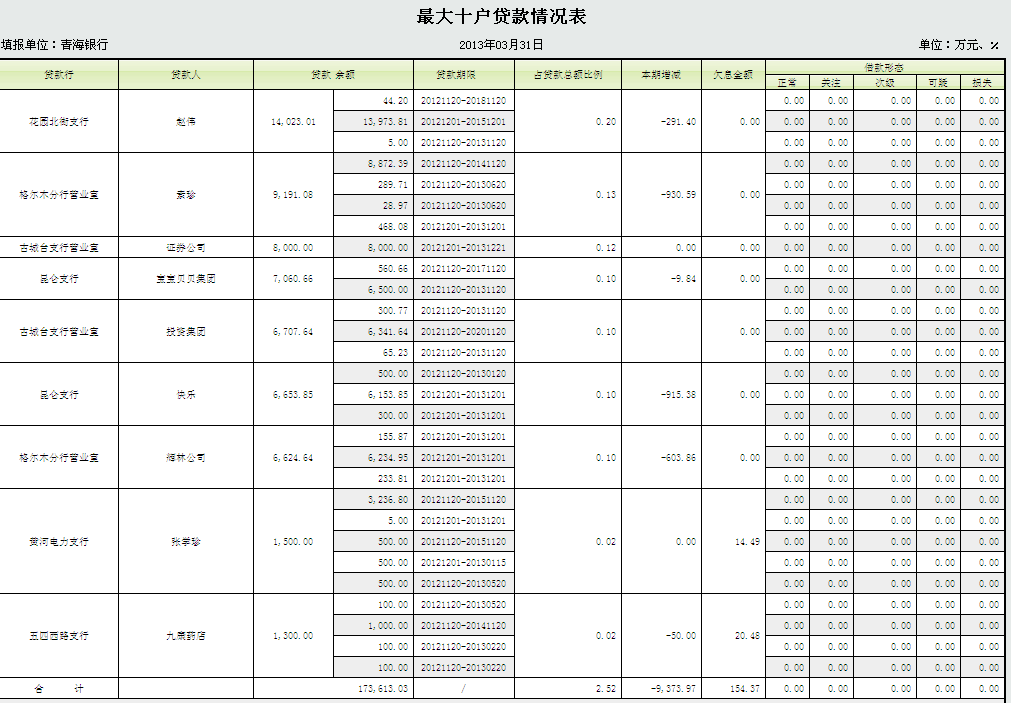 最大十户贷款情况表
填报单位：青海银行 2013年03月31日 单位：万元、%
贷款行 贷款人 贷款 余额 贷款期限 占贷款总额比例 本期增减 欠息金额 借款形态
正常 关注 次级 可疑 损失
44.20 20121120-20181120 0.00 0.00 0.00 0.00 0.00
花园北街支行 赵伟 14,023.01 13,973.81 20121201-20151201 0.20 -291.40 0.00 0.00 0.00 0.00 0.00 0.00
5.00 20121120-20131120 0.00 0.00 0.00 0.00 0.00
8,872.39 20121120-20141120 0.00 0.00 0.00 0.00 0.00
289.71 20121120-20130620 0.00 0.00 0.00 0.00 0.00
格尔木分行营业室 索珍 9,191.08 0.13 -930.59 0.00
28.97 20121120-20130620 0.00 0.00 0.00 0.00 0.00
468.08 20121201-20131201 0.00 0.00 0.00 0.00 0.00
古城台支行营业室 证券公司 8,000.00 8,000.00 20121201-20131221 0.12 0.00 0.00 0.00 0.00 0.00 0.00 0.00
560.66 20121120-20171120 0.00 0.00 0.00 0.00 0.00
昆仑支行 宝宝贝贝集团 7,060.66 0.10 -9.84 0.00
6,500.00 20121120-20131120 0.00 0.00 0.00 0.00 0.00
300.77 20121120-20131120 0.00 0.00 0.00 0.00 0.00
古城台支行营业室 投资集团 6,707.64 6,341.64 20121120-20201120 0.10 0.00 0.00 0.00 0.00 0.00 0.00
65.23 20121120-20131120 0.00 0.00 0.00 0.00 0.00
500.00 20121120-20130120 0.00 0.00 0.00 0.00 0.00
昆仑支行 快乐 6,653.85 6,153.85 20121201-20131201 0.10 -915.38 0.00 0.00 0.00 0.00 0.00 0.00
300.00 20121201-20131201 0.00 0.00 0.00 0.00 0.00
155.87 20121201-20131201 0.00 0.00 0.00 0.00 0.00
格尔木分行营业室 林公司 6,624.64 6,234.95 20121201-20131201 0.10 -603.86 0.00 0.00 0.00 0.00 0.00 0.00
233.81 20121201-20131201 0.00 0.00 0.00 0.00 0.00
3,236.80 20121120-20151120 0.00 0.00 0.00 0.00 0.00
5.00 20121201-20131201 0.00 0.00 0.00 0.00 0.00
黄河电力支行 张掌珍 1,500.00 500.00 20121120-20151120 0.02 0.00 14.49 0.00 0.00 0.00 0.00 0.00
500.00 20121201-20130115 0.00 0.00 0.00 0.00 0.00
500.00 20121120-20130520 0.00 0.00 0.00 0.00 0.00
100.00 20121120-20130520 0.00 0.00 0.00 0.00 0.00
1,000.00 20121120-20141120 0.00 0.00 0.00 0.00 0.00
五四西路支行 九康药店 1,300.00 0.02 -50.00 20.48
100.00 20121120-20130220 0.00 0.00 0.00 0.00 0.00
100.00 20121120-20130220 0.00 0.00 0.00 0.00 0.00
合 计 173,613.03 / 2.52 -9,373.97 154.37 0.00 0.00 0.00 0.00 0.00